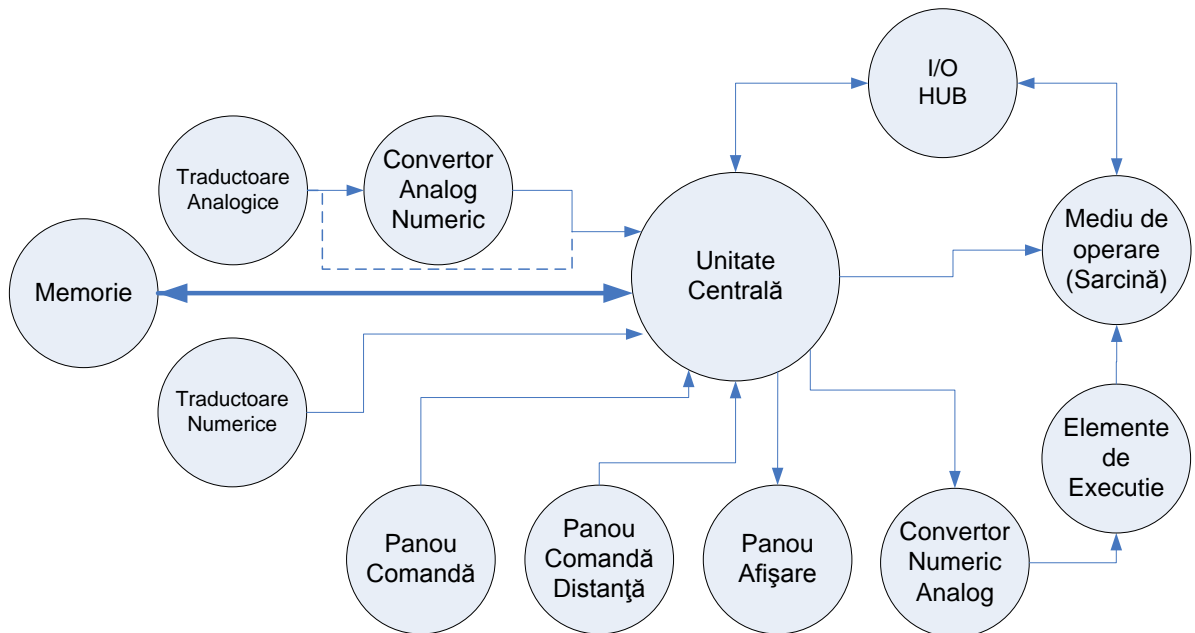 I/O
HUB
Traductoare
Analogice
Convertor
Analog
Numeric
Mediu de
operare
(Sarcină)
Unitate
Centrală
Memorie
Traductoare
Numerice
Elemente
de
Executie
Panou
Comandă
Panou
Comandă
Distanţă
Panou
Afişare
Convertor
Numeric
Analog